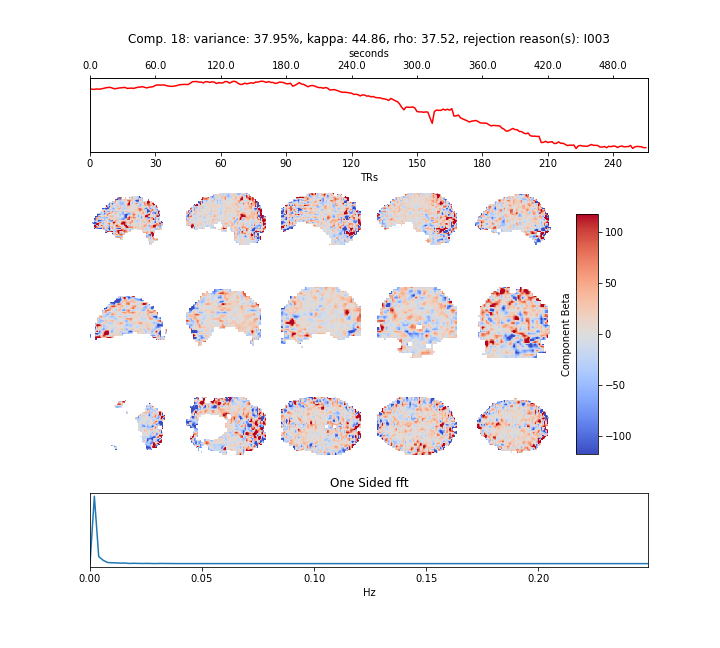 Comp. 18: variance: 37.95%, kappa: 44.86, rho: 37.52, rejection reason(s): I003
seconds
0.0 60.0 120.0 180.0 240.0 300.0 360.0 420.0 480.0
0 30 60 90 120 150 180 210 240
TRs
100
50
0
−50
−100
Component Beta
One Sided fft
0.00 0.05 0.10 0.15 0.20
Hz